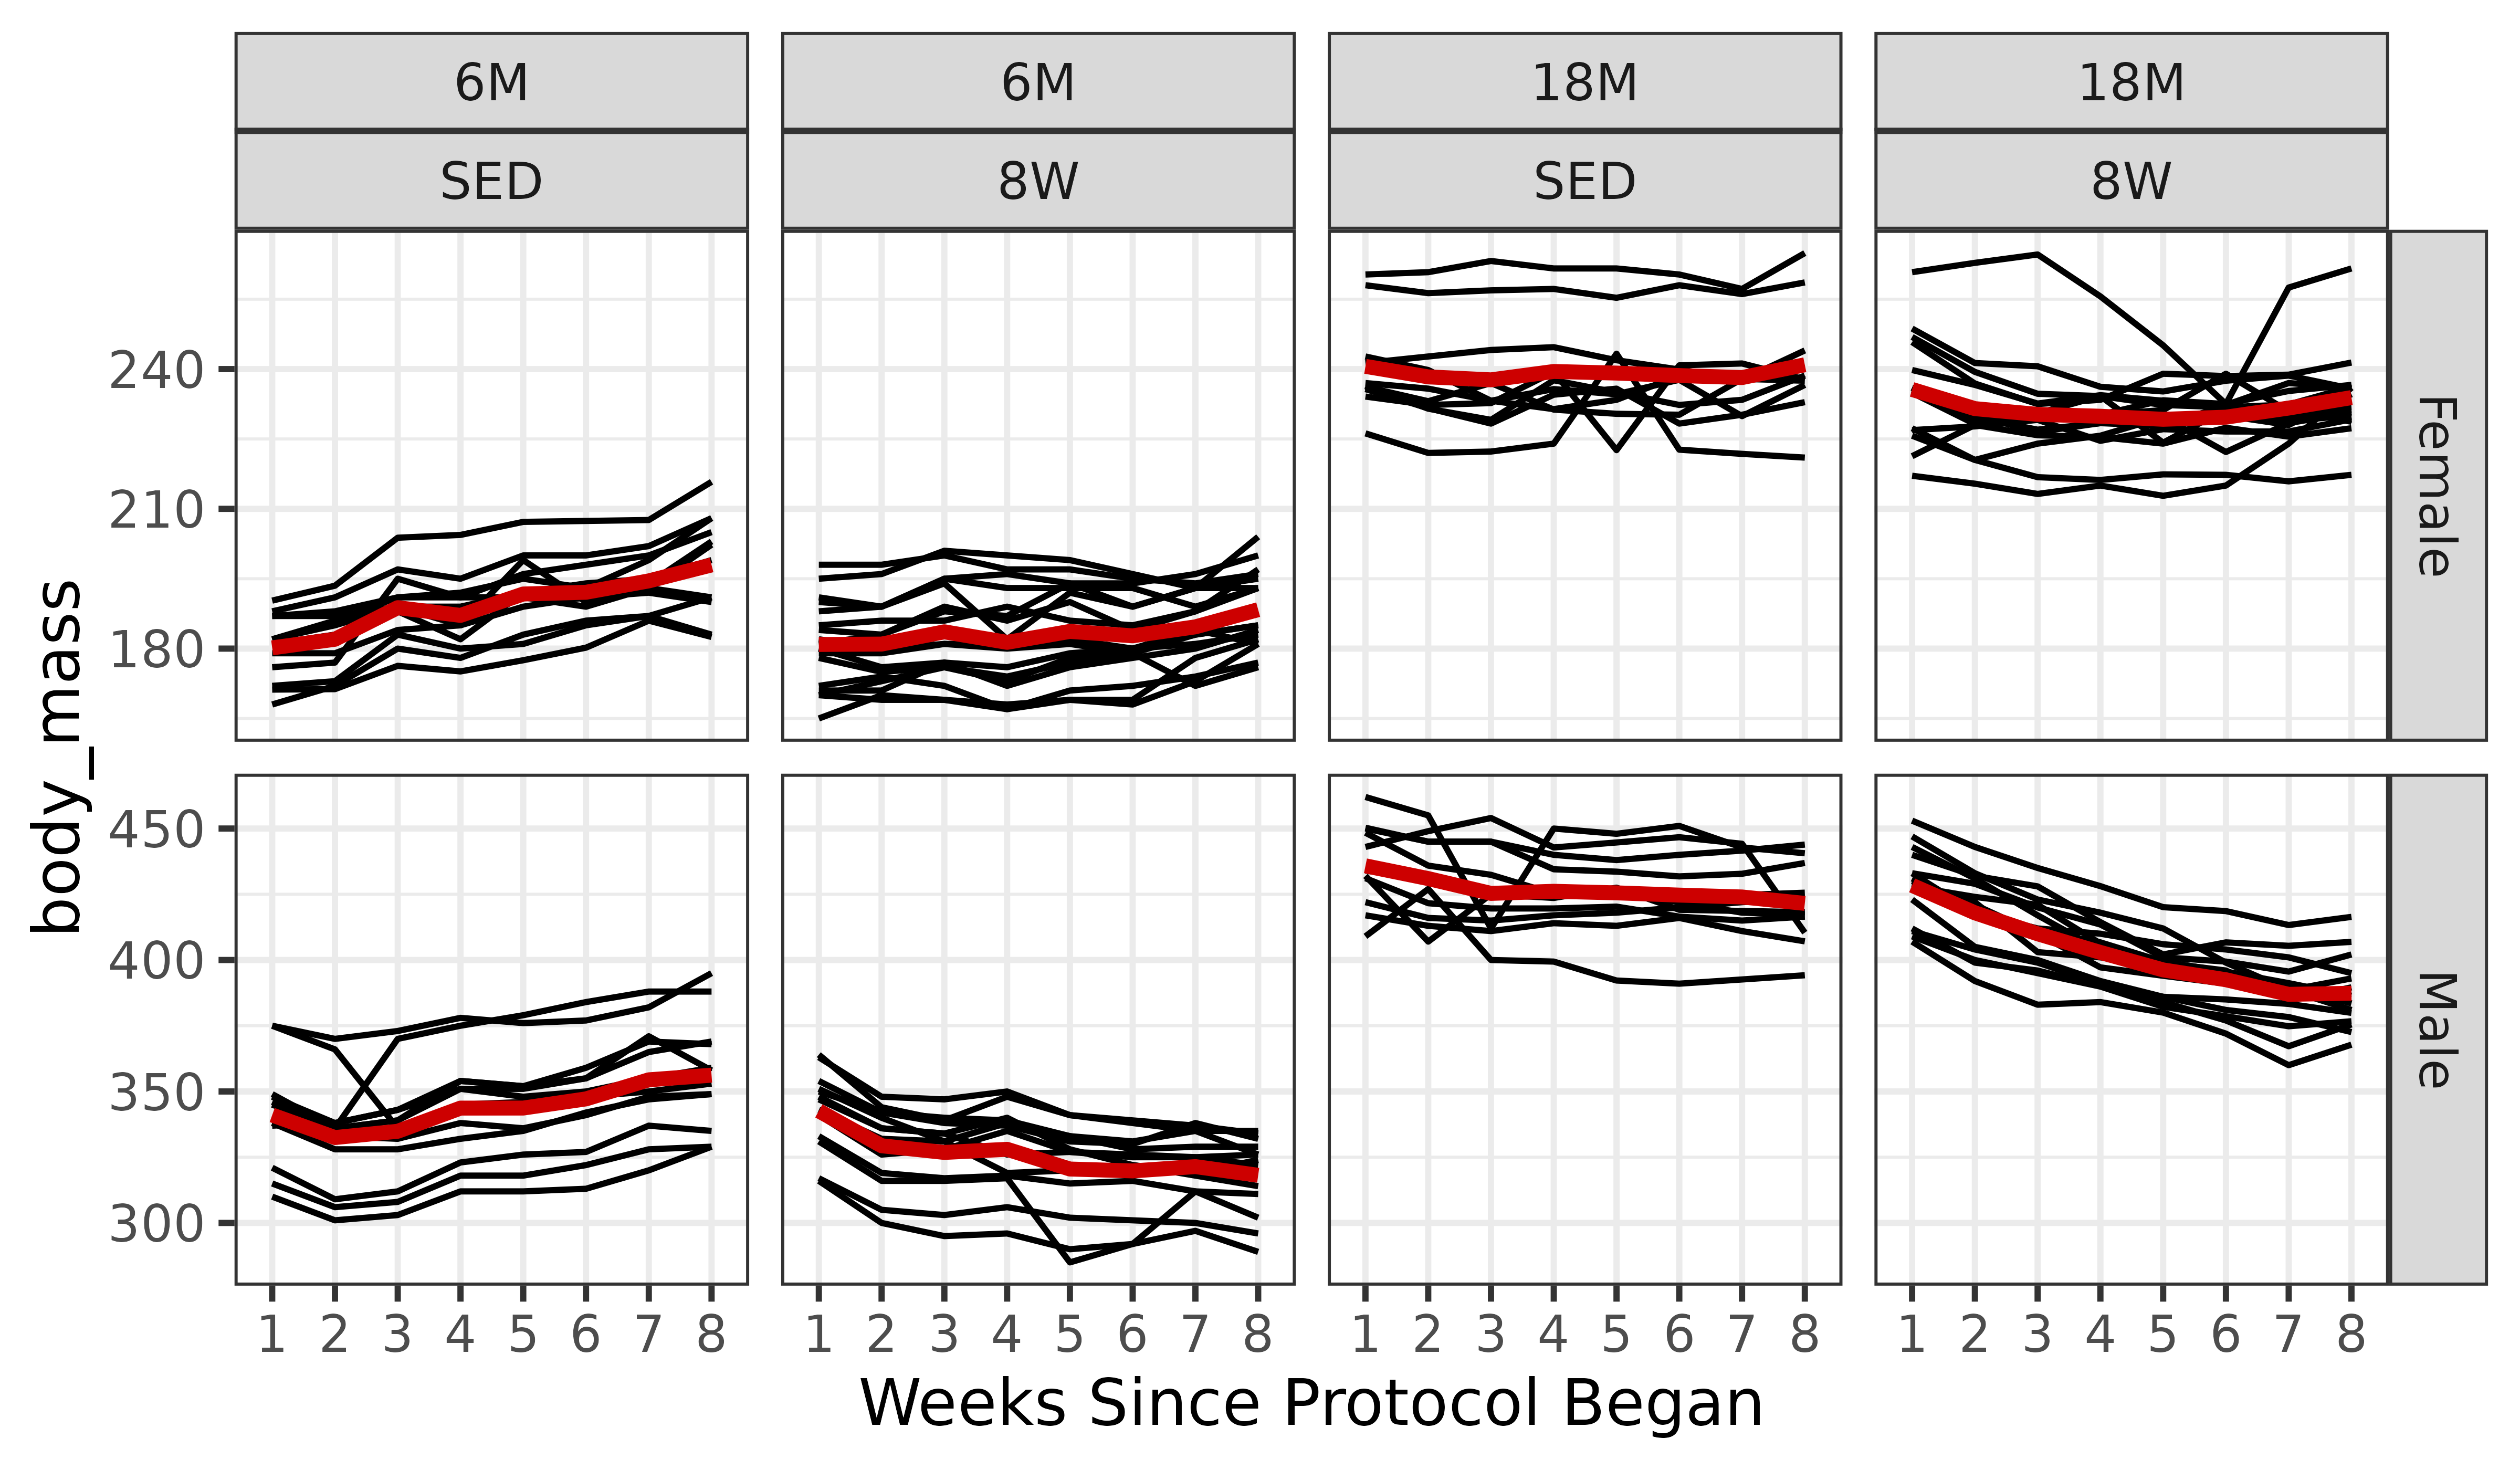 6M 6M 18M 18M
SED 8W SED 8W
240
210
180
Female
body_mass
450
400
350
300
Male
1 2 3 4 5 6 7 8 1 2 3 4 5 6 7 8 1 2 3 4 5 6 7 8 1 2 3 4 5 6 7 8
Weeks Since Protocol Began